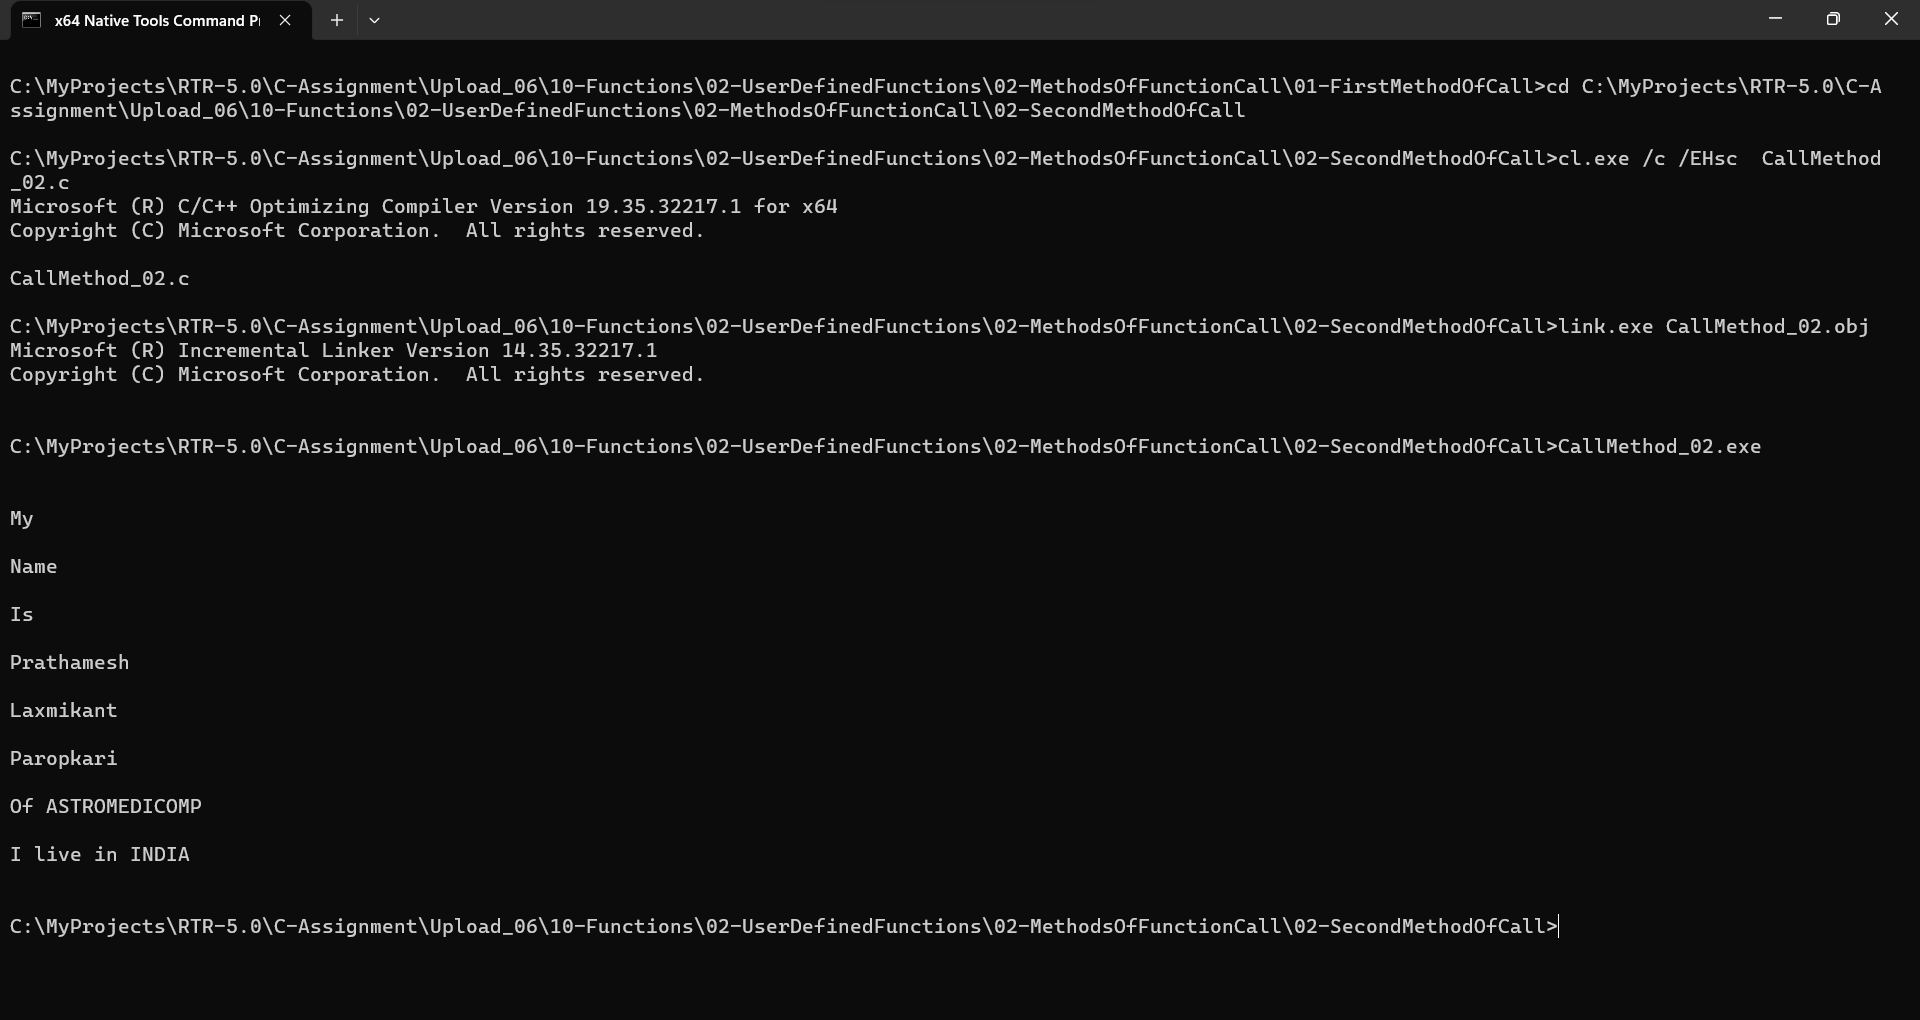 x64 Native Tools Command P
C:\MyProjects\RTR-5.0\C-Assignment\Upload_06\10-Functions\02-UserDefinedFunctions\02-MethodsOfFunctionCall\01-FirstMethodOfCall>cd C:\MyProjects\RTR-5.0\C-A
ssignment\Upload_06\10-Functions\02-UserDefinedFunctions\02-MethodsOfFunctionCall\02-SecondMethodOfCall
C:\MyProjects\RTR-5.0\C-Assignment\Upload_06\10-Functions\02-UserDefinedFunctions\02-MethodsOfFunctionCall\02-SecondMethodOfCall>cl.exe /c /EHsc  CallMethod
_02.c
Microsoft (R) C/C++ Optimizing Compiler Version 19.35.32217.1 for x64
Copyright (C) Microsoft Corporation.  All rights reserved.
CallMethod_02.c
C:\MyProjects\RTR-5.0\C-Assignment\Upload_06\10-Functions\02-UserDefinedFunctions\02-MethodsOfFunctionCall\02-SecondMethodOfCall>link.exe CallMethod_02.obj
Microsoft (R) Incremental Linker Version 14.35.32217.1
Copyright (C) Microsoft Corporation.  All rights reserved.
C:\MyProjects\RTR-5.0\C-Assignment\Upload_06\10-Functions\02-UserDefinedFunctions\02-MethodsOfFunctionCall\02-SecondMethodOfCall>CallMethod_02.exe
My
Name
Is
Prathamesh
Laxmikant
Paropkari
Of ASTROMEDICOMP
I live in INDIA
C:\MyProjects\RTR-5.0\C-Assignment\Upload_06\10-Functions\02-UserDefinedFunctions\02-MethodsOfFunctionCall\02-SecondMethodOfCall>